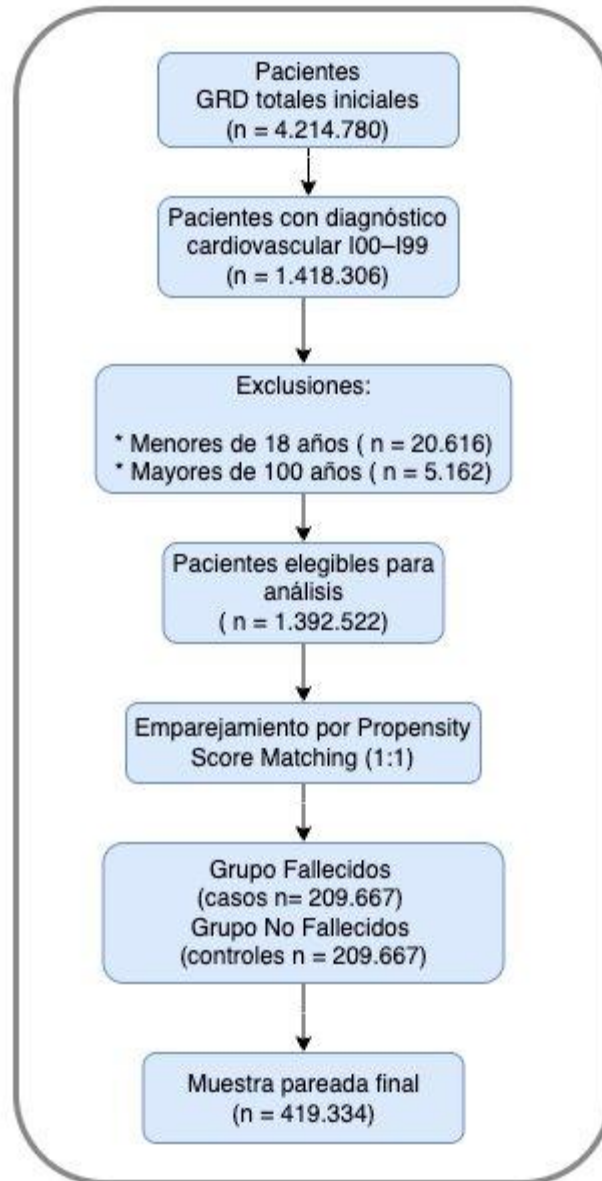 Pacientes
GRD totales iniciales
(n = 4.214.780)
Pacientes con diagnóstico
cardiovascular I00–I99
(n = 1.418.306)
Exclusiones:
* Menores de 18 años ( n = 20.616)
* Mayores de 100 años ( n = 5.162)
Pacientes elegibles para
análisis
( n = 1.392.522)
Emparejamiento por Propensity
Score Matching (1:1)
Grupo Fallecidos
(casos n= 209.667)
Grupo No Fallecidos
(controles n = 209.667)
Muestra pareada final
(n = 419.334)